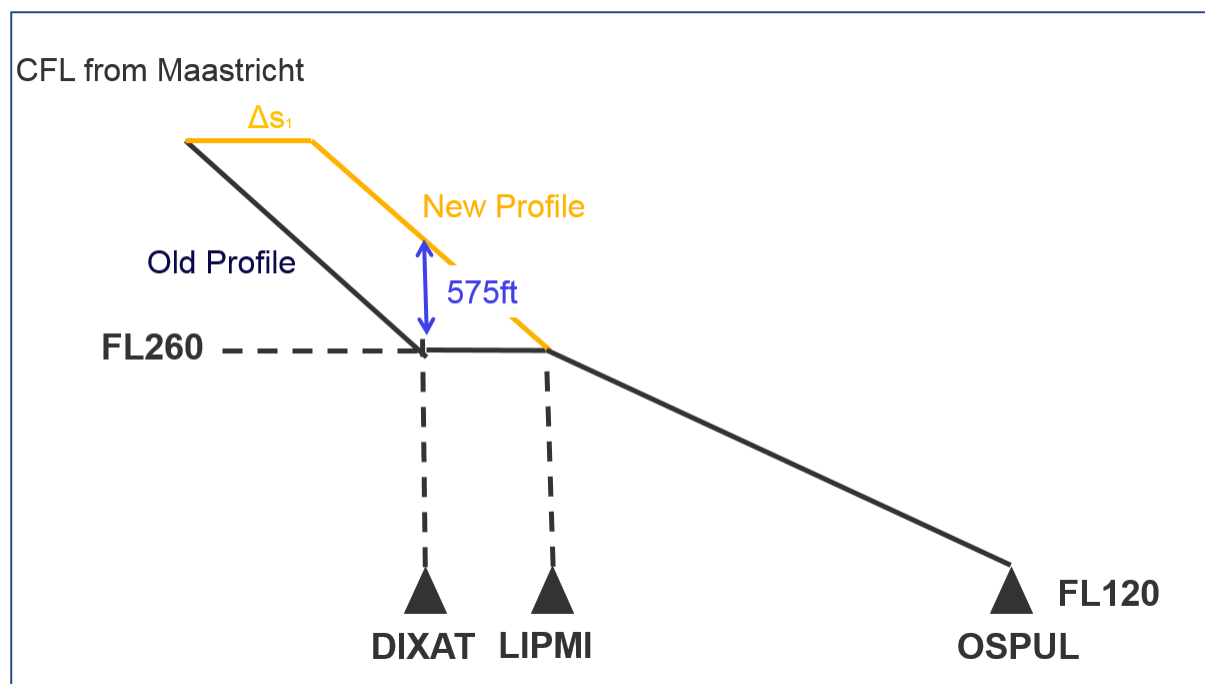 CFL from Maastricht
Δs₁
New Profile
Old Profile
575ft
FL260
FL120
DIXAT
LIPMI
OSPUL